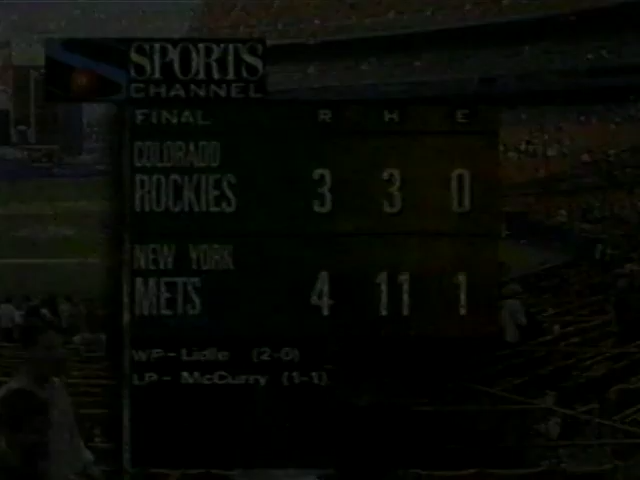 SPORTS
CHANNEL
FINAL R H E
COLORADO
ROCKIES 3 3 0
NEW YORK
METS 4 11 1
WP- Lidle (2-0)
LP- McCurry (1-1)